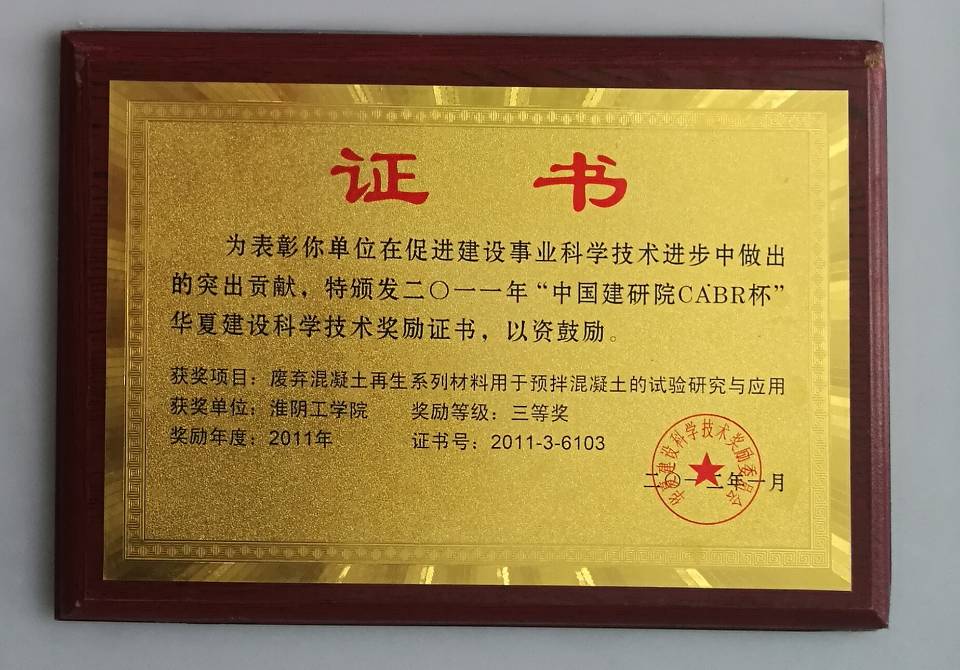 证 书
为表彰你单位在促进建设事业科学技术进步中做出
的突出贡献，特颁发二〇一一年“中国建研院CABR杯”
华夏建设科学技术奖励证书，以资鼓励。
获奖项目：废弃混凝土再生系列材料用于预拌混凝土的试验研究与应用
获奖单位：淮阴工学院 奖励等级：三等奖
奖励年度：2011年 证书号：2011-3-6103
华夏建设科学技术奖励委员会
二〇一二年一月